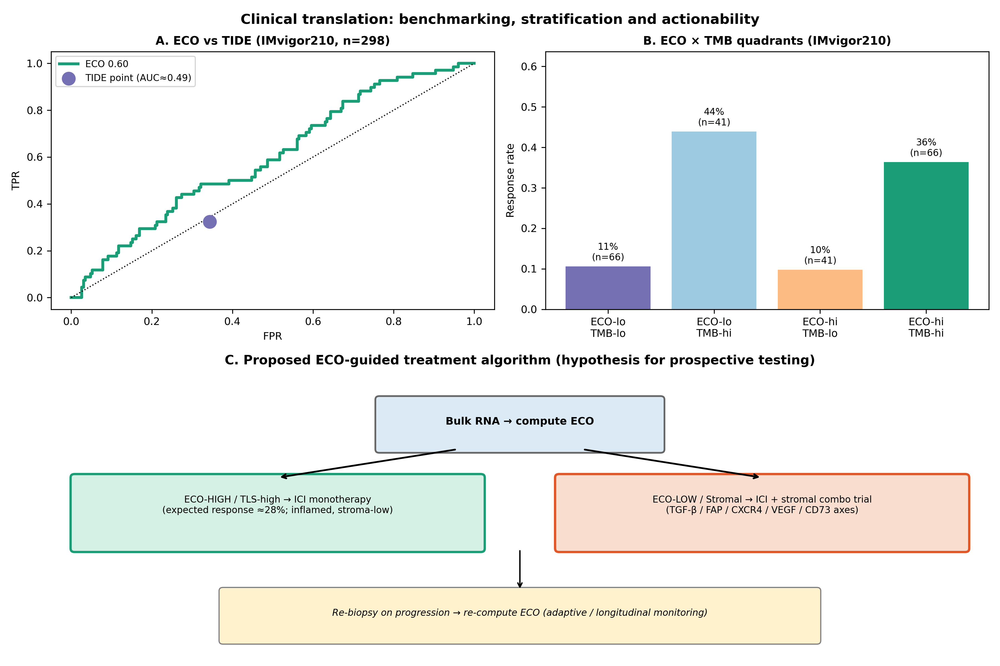 Clinical translation: benchmarking, stratification and actionability
A. ECO vs TIDE (IMvigor210, n=298)
ECO 0.60
TIDE point (AUC≈0.49)
1.0
0.8
0.6
0.4
0.2
0.0
TPR
0.0
0.2
0.4
0.6
0.8
1.0
FPR
B. ECO × TMB quadrants (IMvigor210)
0.6
0.5
0.4
0.3
0.2
0.1
0.0
Response rate
11%
(n=66)
44%
(n=41)
10%
(n=41)
36%
(n=66)
ECO-lo
TMB-lo
ECO-lo
TMB-hi
ECO-hi
TMB-lo
ECO-hi
TMB-hi
C. Proposed ECO-guided treatment algorithm (hypothesis for prospective testing)
Bulk RNA → compute ECO
ECO-HIGH / TLS-high → ICI monotherapy
(expected response ≈28%; inflamed, stroma-low)
ECO-LOW / Stromal → ICI + stromal combo trial
(TGF-β / FAP / CXCR4 / VEGF / CD73 axes)
Re-biopsy on progression → re-compute ECO (adaptive / longitudinal monitoring)